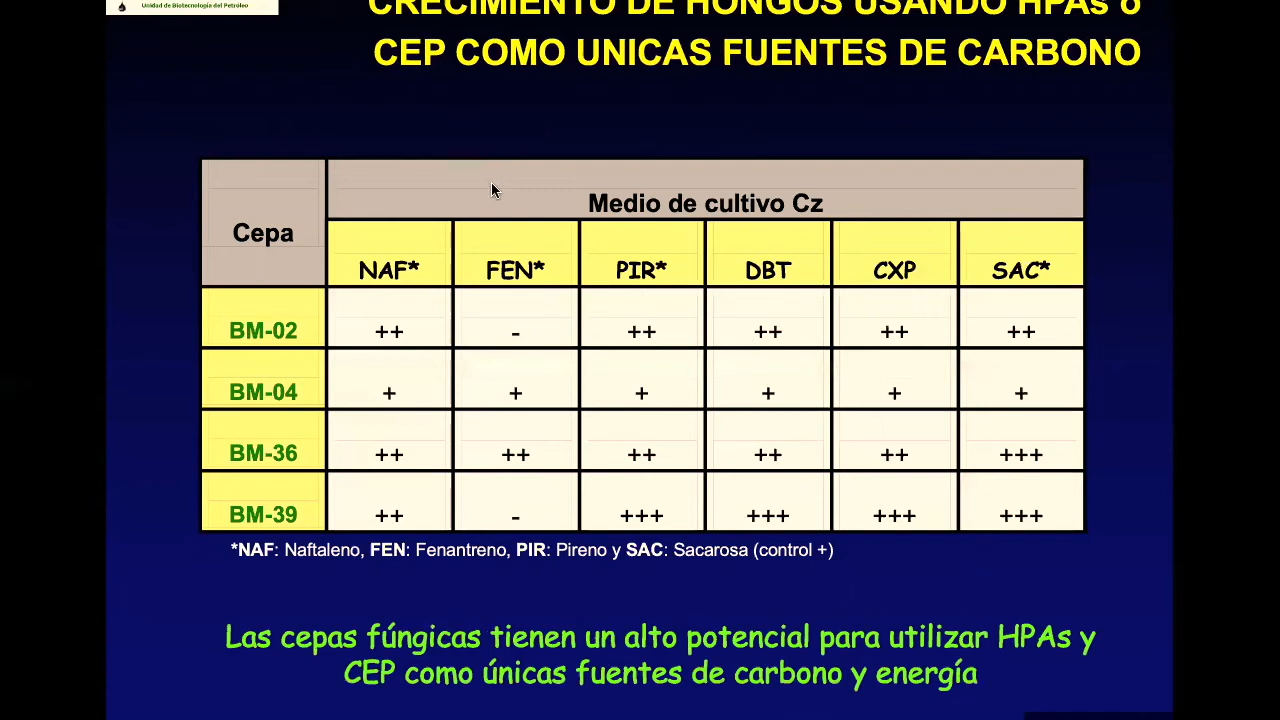 Unidad de Biotecnología del Petróleo
CRECIMIENTO DE HONGOS USANDO HPAs o
CEP COMO UNICAS FUENTES DE CARBONO
Cepa
Medio de cultivo Cz
NAF* FEN* PIR* DBT CXP SAC*
BM-02 ++ - ++ ++ ++ ++
BM-04 + + + + + +
BM-36 ++ ++ ++ ++ ++ +++
BM-39 ++ - +++ +++ +++ +++
*NAF: Naftaleno, FEN: Fenantreno, PIR: Pireno y SAC: Sacarosa (control +)
Las cepas fúngicas tienen un alto potencial para utilizar HPAs y
CEP como únicas fuentes de carbono y energía